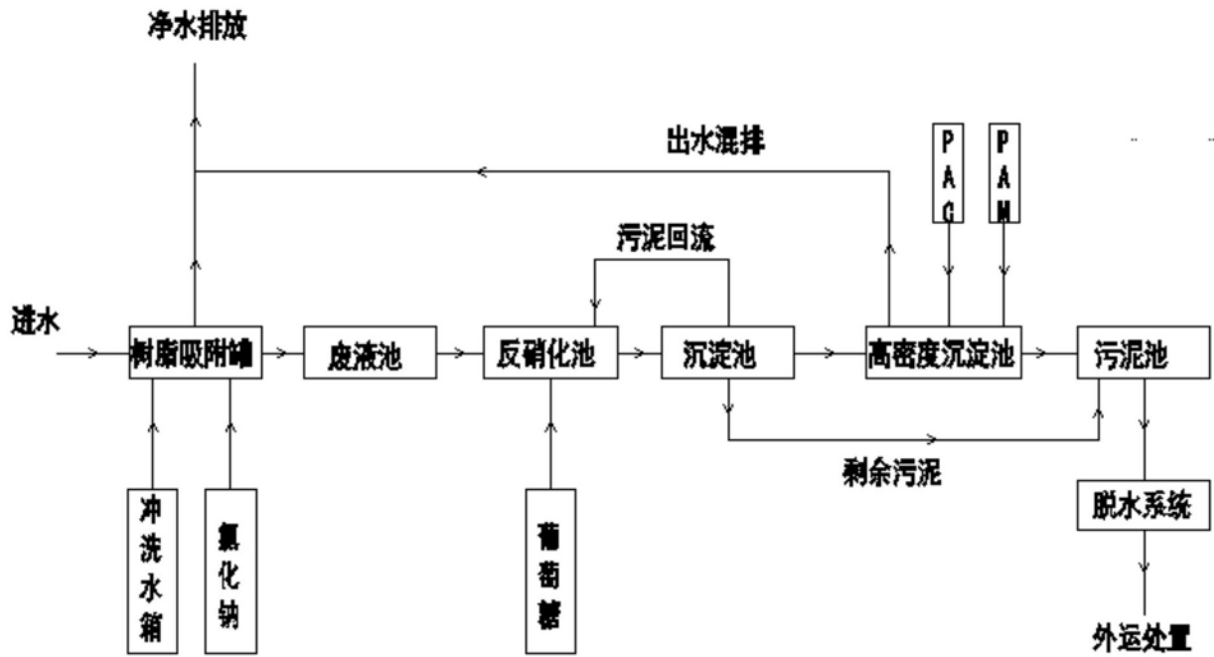 净水排放
出水混排
PAC
PAM
污泥回流
进水
树脂吸附罐
废液池
反硝化池
沉淀池
高密度沉淀池
污泥池
剩余污泥
脱水系统
冲洗水箱
氯化钠
葡萄糖
外运处置